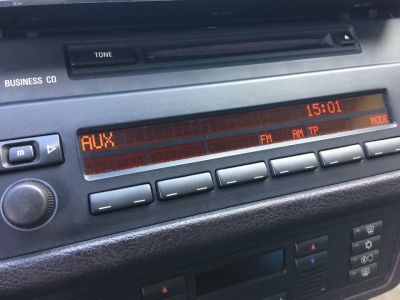 TONE
BUSINESS CD
15:01
AUX
FM AM TP MODE
m